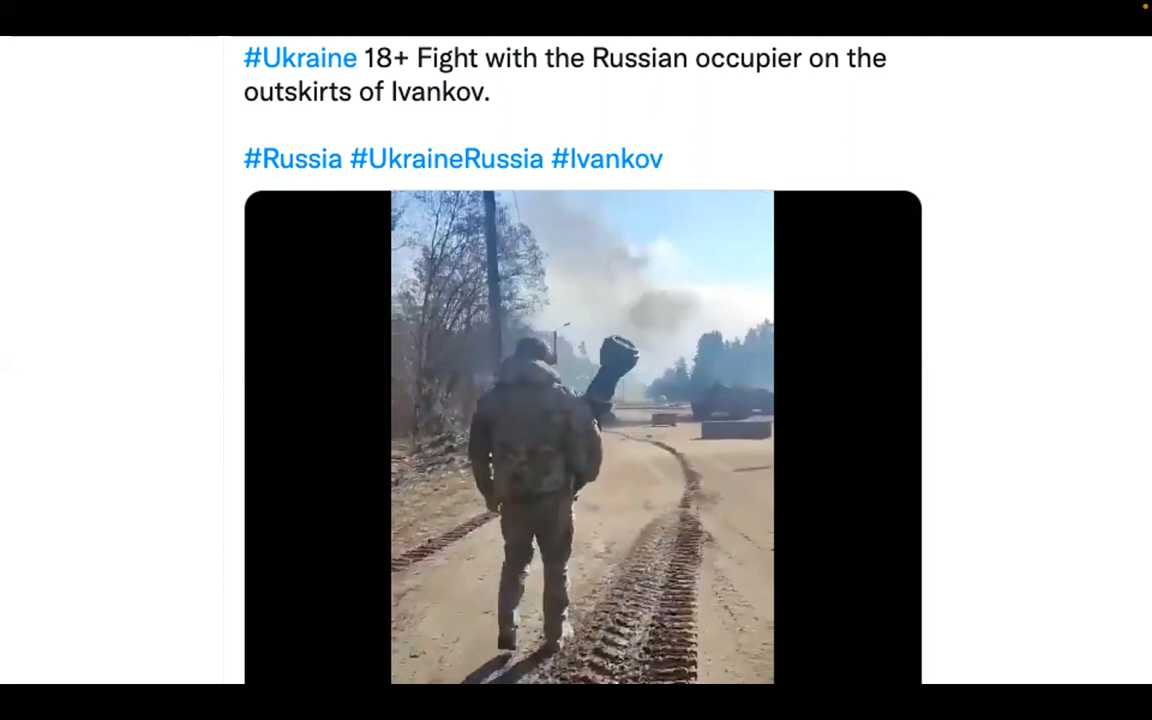 #Ukraine 18+ Fight with the Russian occupier on the
outskirts of Ivankov.
#Russia #UkraineRussia #Ivankov